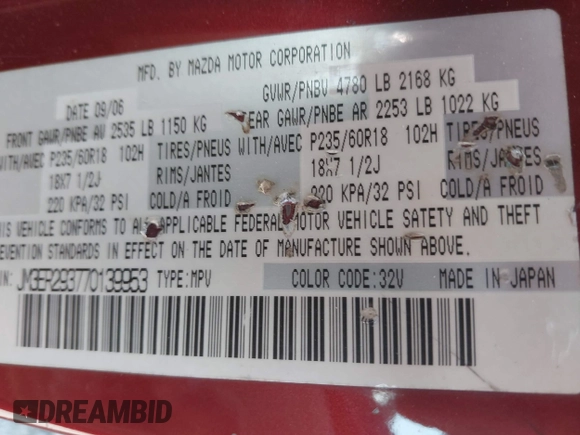 MFD. BY MAZDA MOTOR CORPORATION
DATE 09/06 GVWR/PNBV 4780 LB 2168 KG
FRONT GAWR/PNBE AV 2535 LB 1150 KG EAR GAWR/PNBE AR 2253 LB 1022 KG
WITH/AVEC P235/60R18 102H TIRES/PNEUS WITH/AVEC P235/60R18 102H TIRES/PNEUS
18X7 1/2J RIMS/JANTES 18X7 1/2J RIMS/JANTES
220 KPA/32 PSI COLD/A FROID 220 KPA/32 PSI COLD/A FROID
IS VEHICLE CONFORMS TO ALL APPLICABLE FEDERAL MOTOR VEHICLE SAFETY AND THEFT
EVENTION STANDARDS IN EFFECT ON THE DATE OF MANUFACTURE SHOWN ABOVE.
IN: JM3ER293770139953 TYPE:MPV COLOR CODE:32V MADE IN JAPAN
DREAMBID